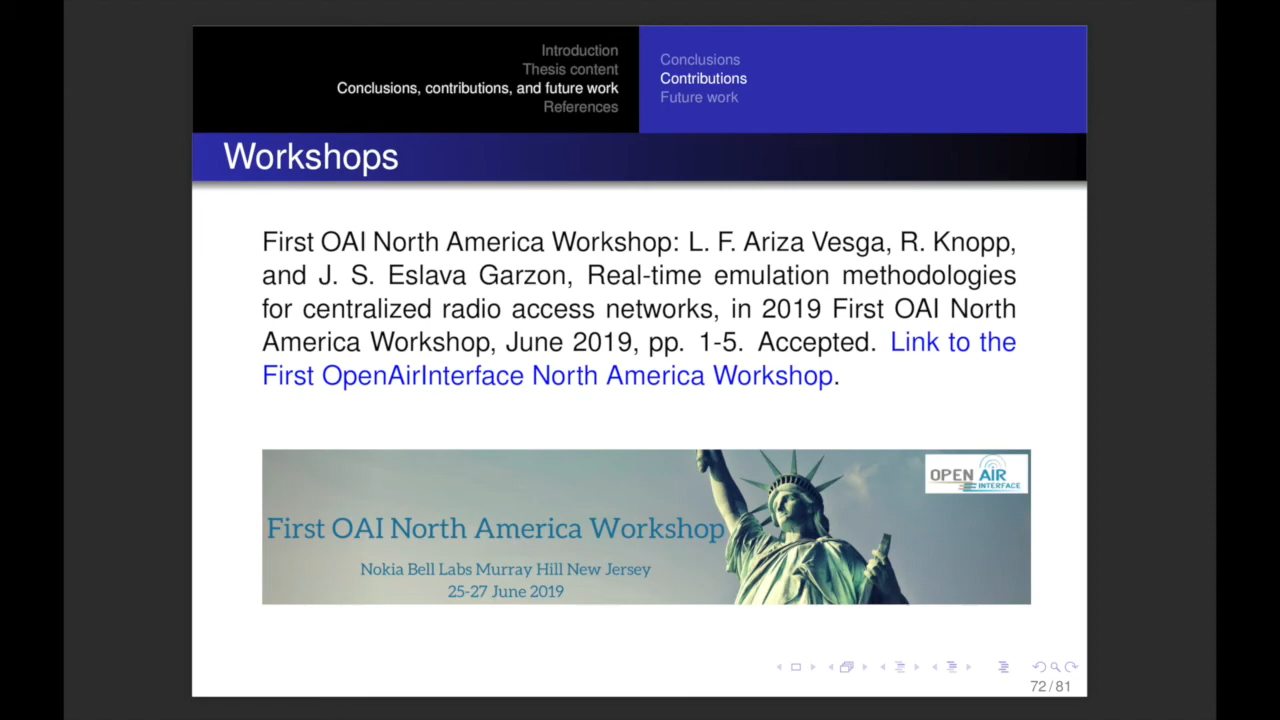 Introduction
Thesis content
Conclusions, contributions, and future work
References
Conclusions
Contributions
Future work
Workshops
First OAI North America Workshop: L. F. Ariza Vesga, R. Knopp,
and J. S. Eslava Garzon, Real-time emulation methodologies
for centralized radio access networks, in 2019 First OAI North
America Workshop, June 2019, pp. 1-5. Accepted. Link to the
First OpenAirInterface North America Workshop.
OPEN AIR
INTERFACE
First OAI North America Workshop
Nokia Bell Labs Murray Hill New Jersey
25-27 June 2019
72/81